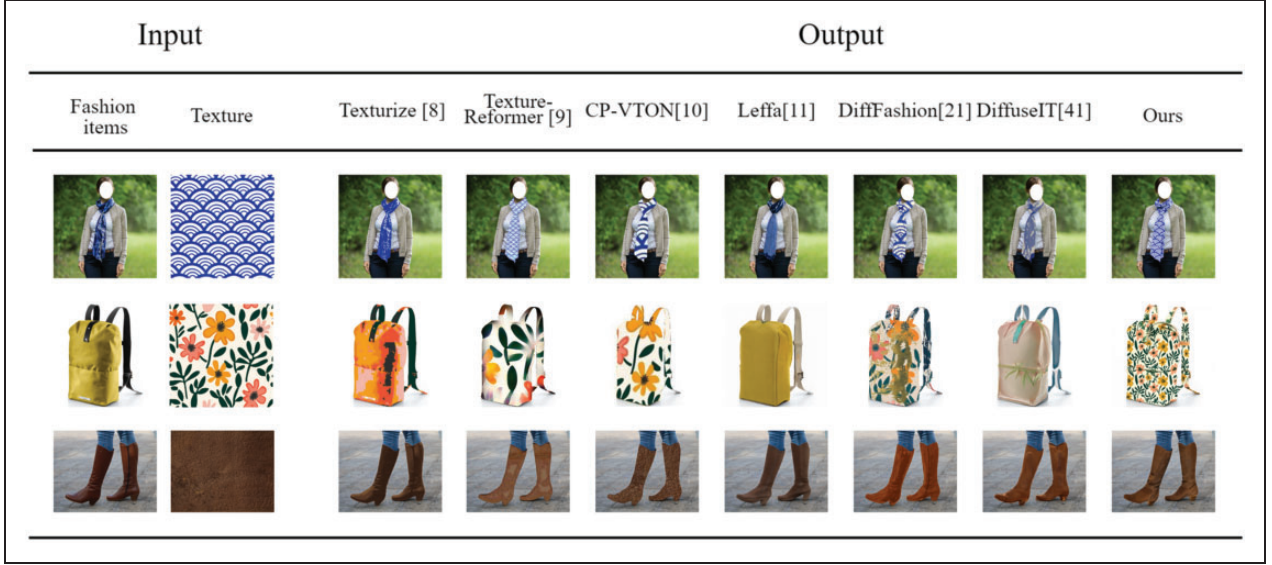 Input Output
Fashion items Texture Texturize [8] Texture-Reformer [9] CP-VTON[10] Leffa[11] DiffFashion[21] DiffuseIT[41] Ours